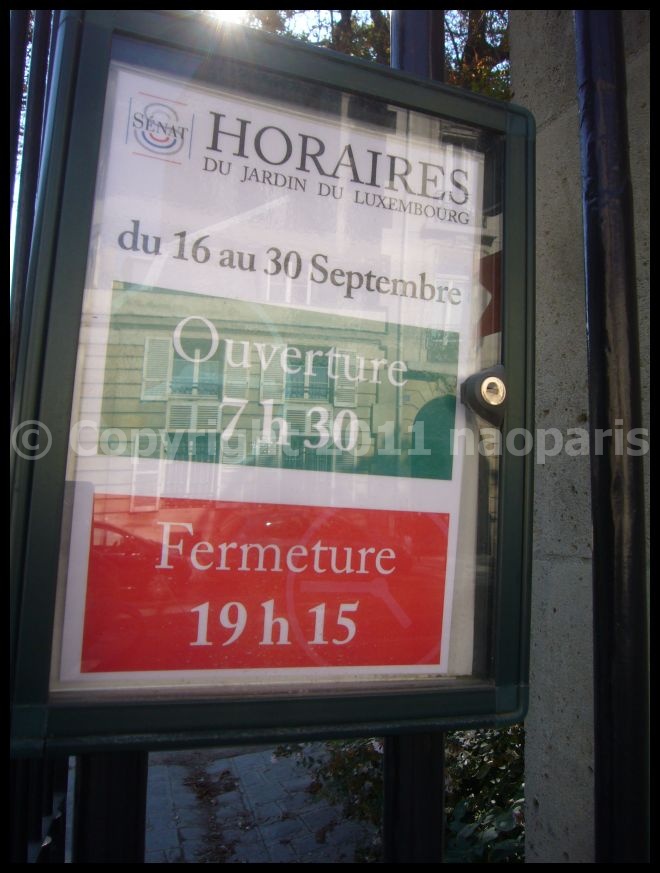 SÉNAT
HORAIRES
DU JARDIN DU LUXEMBOURG
du 16 au 30 Septembre
Ouverture
7 h 30
© Copyright 2011 naoparis
Fermeture
19 h 15